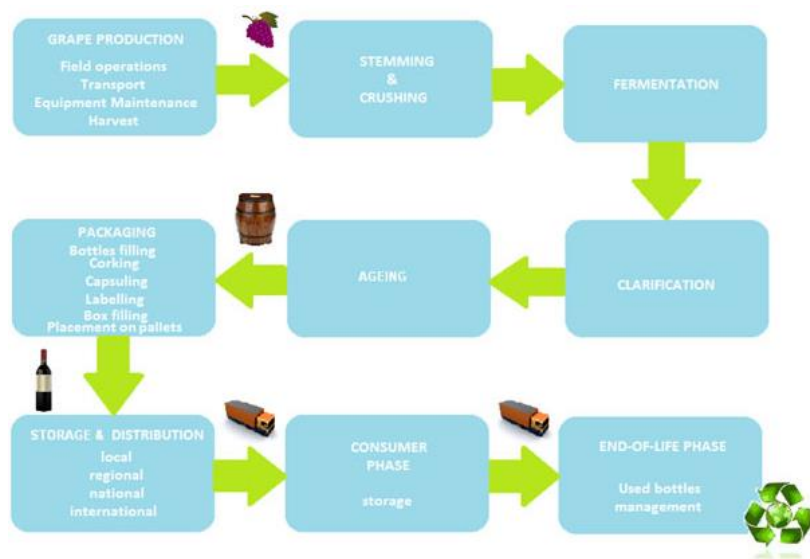 GRAPE PRODUCTION
Field operations
Transport
Equipment Maintenance
Harvest
STEMMING
&
CRUSHING
FERMENTATION
CLARIFICATION
AGEING
PACKAGING
Bottles filling
Corking
Capsuling
Labelling
Box filling
Placement on pallets
STORAGE & DISTRIBUTION
local
regional
national
international
CONSUMER
PHASE
storage
END-OF-LIFE PHASE
Used bottles
management